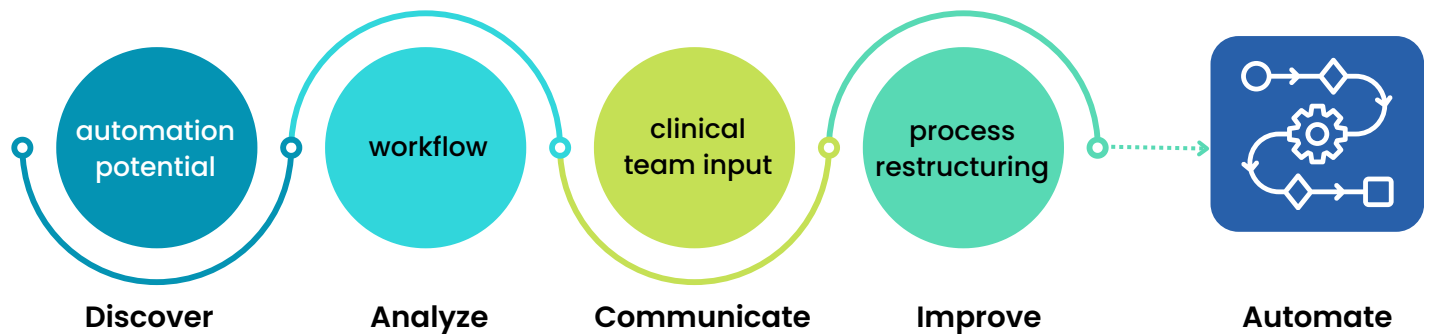 automation
potential
workflow
clinical
team input
process
restructuring
Discover
Analyze
Communicate
Improve
Automate